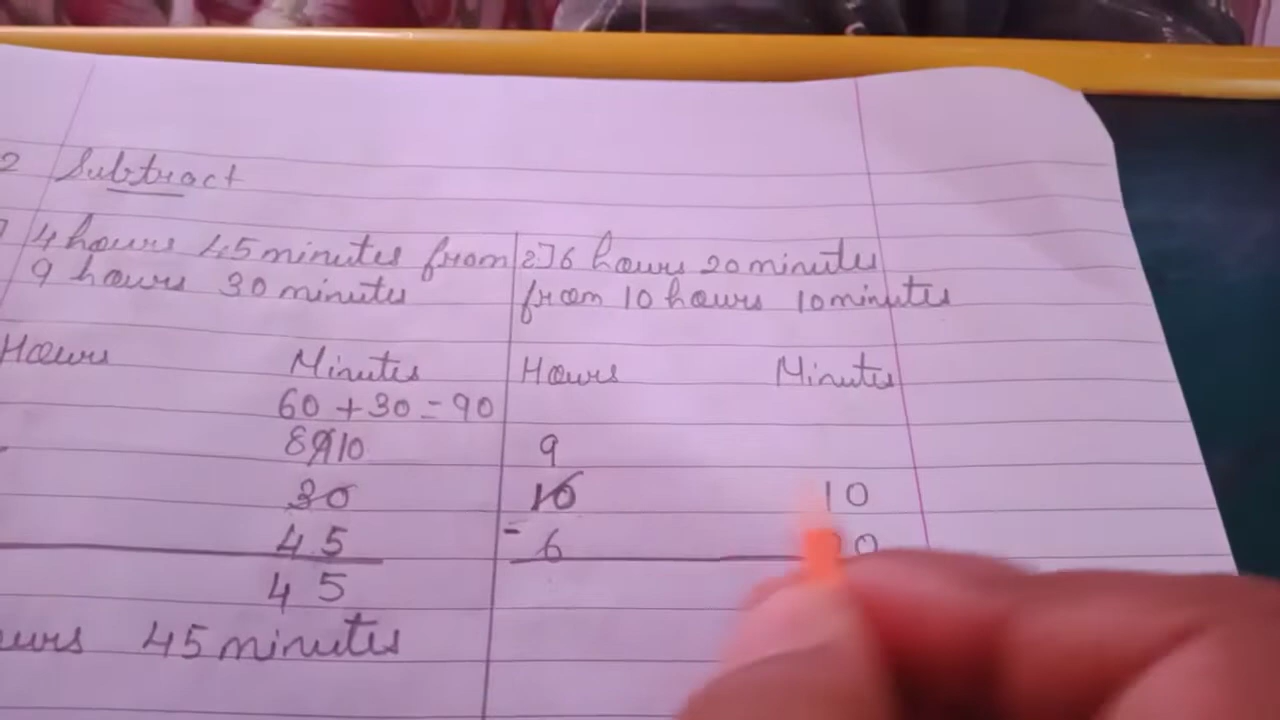 2 Subtract
4 hours 45 minutes from
9 hours 30 minutes
Hours Minutes
60 + 30 = 90
8 9 10
30
45
45
45 minutes
2] 6 hours 20 minutes
from 10 hours 10 minutes
Hours Minutes
9
10 10
- 6 20